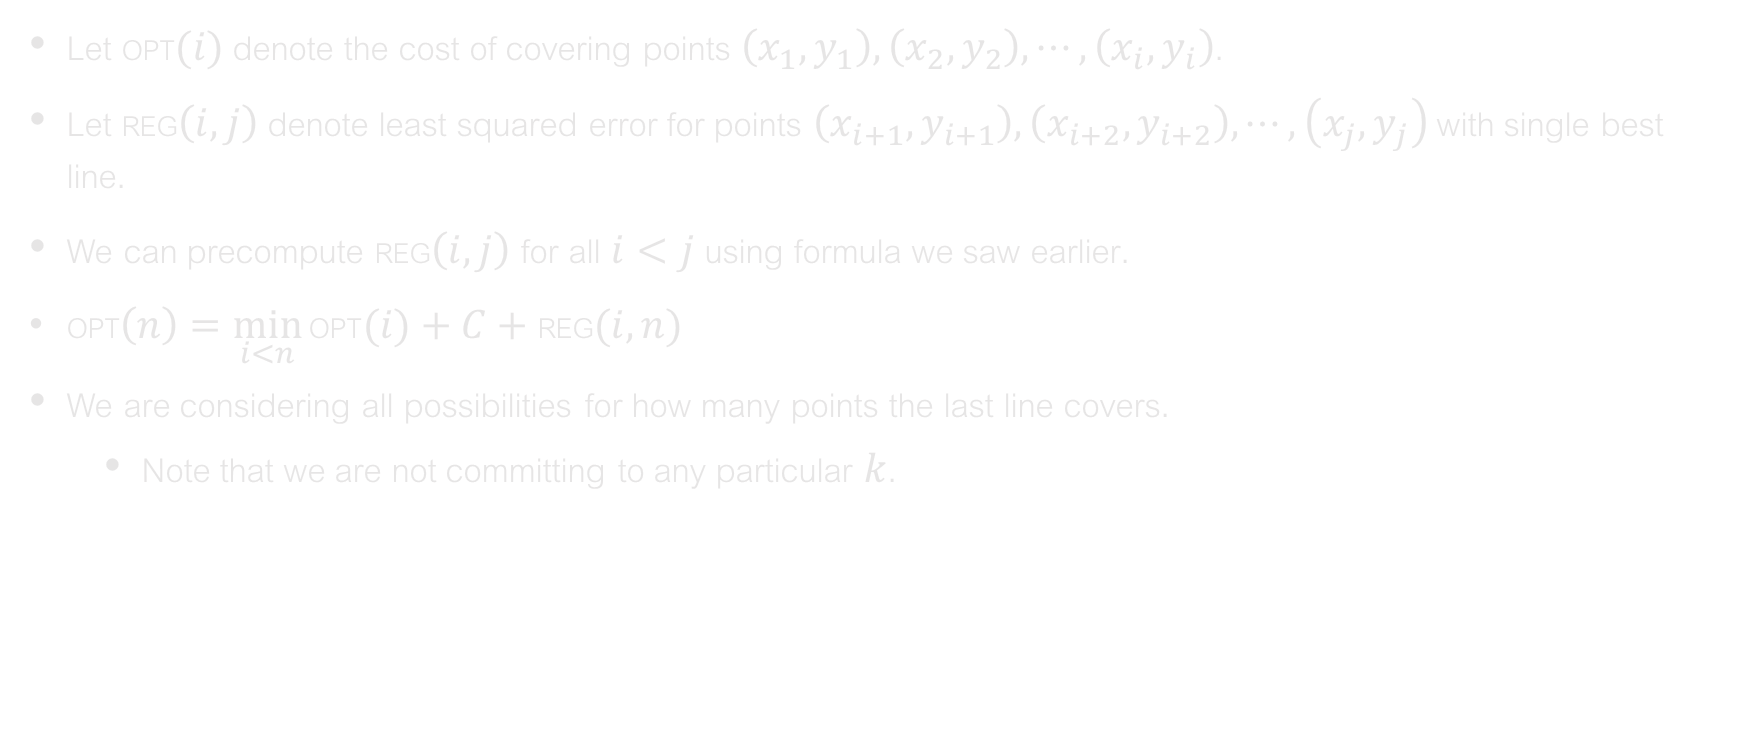 • Let OPT(𝑖) denote the cost of covering points (𝑥₁, 𝑦₁), (𝑥₂, 𝑦₂), ⋯ , (𝑥ᵢ, 𝑦ᵢ).
• Let REG(𝑖, 𝑗) denote least squared error for points (𝑥ᵢ₊₁, 𝑦ᵢ₊₁), (𝑥ᵢ₊₂, 𝑦ᵢ₊₂), ⋯ , (𝑥ⱼ, 𝑦ⱼ) with single best
line.
• We can precompute REG(𝑖, 𝑗) for all 𝑖 < 𝑗 using formula we saw earlier.
• OPT(𝑛) = min OPT(𝑖) + 𝐶 + REG(𝑖, 𝑛)
𝑖<𝑛
• We are considering all possibilities for how many points the last line covers.
• Note that we are not committing to any particular 𝑘.